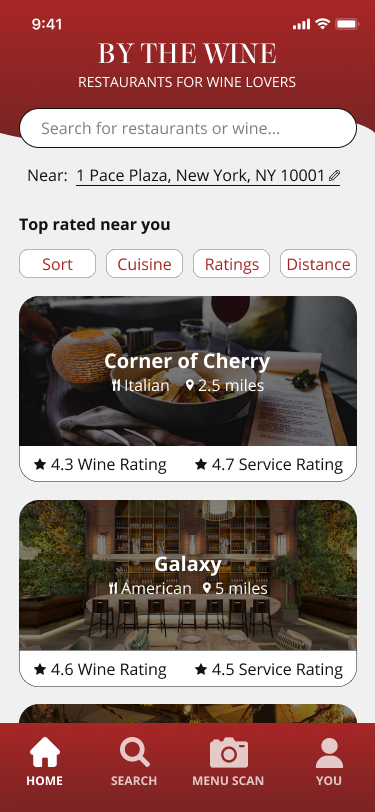 9:41
BY THE WINE
RESTAURANTS FOR WINE LOVERS
Search for restaurants or wine...
Near: 1 Pace Plaza, New York, NY 10001
Top rated near you
Sort Cuisine Ratings Distance
Corner of Cherry
Italian 2.5 miles
4.3 Wine Rating 4.7 Service Rating
Galaxy
American 5 miles
4.6 Wine Rating 4.5 Service Rating
HOME SEARCH MENU SCAN YOU